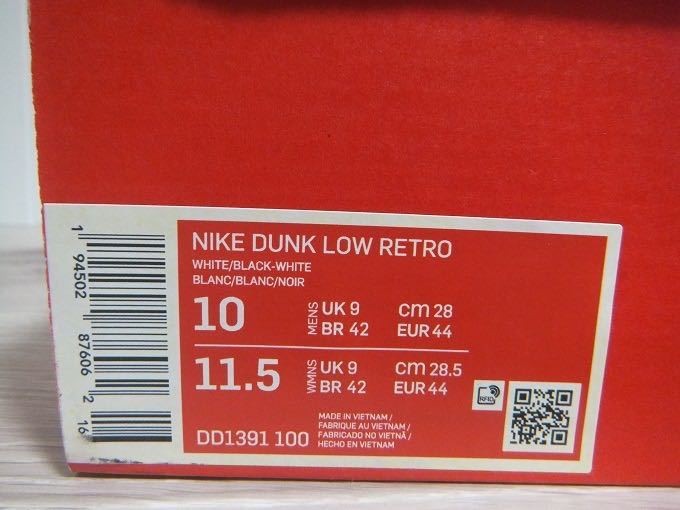 NIKE DUNK LOW RETRO
WHITE/BLACK-WHITE
BLANC/BLANC/NOIR
10 MENS UK 9 cm 28
BR 42 EUR 44
11.5 WMNS UK 9 cm 28.5
BR 42 EUR 44
RFID
DD1391 100
MADE IN VIETNAM /
FABRIQUE AU VIETNAM /
FABRICADO NO VIETNÃ /
HECHO EN VIETNAM
1 94502 87606 2 16